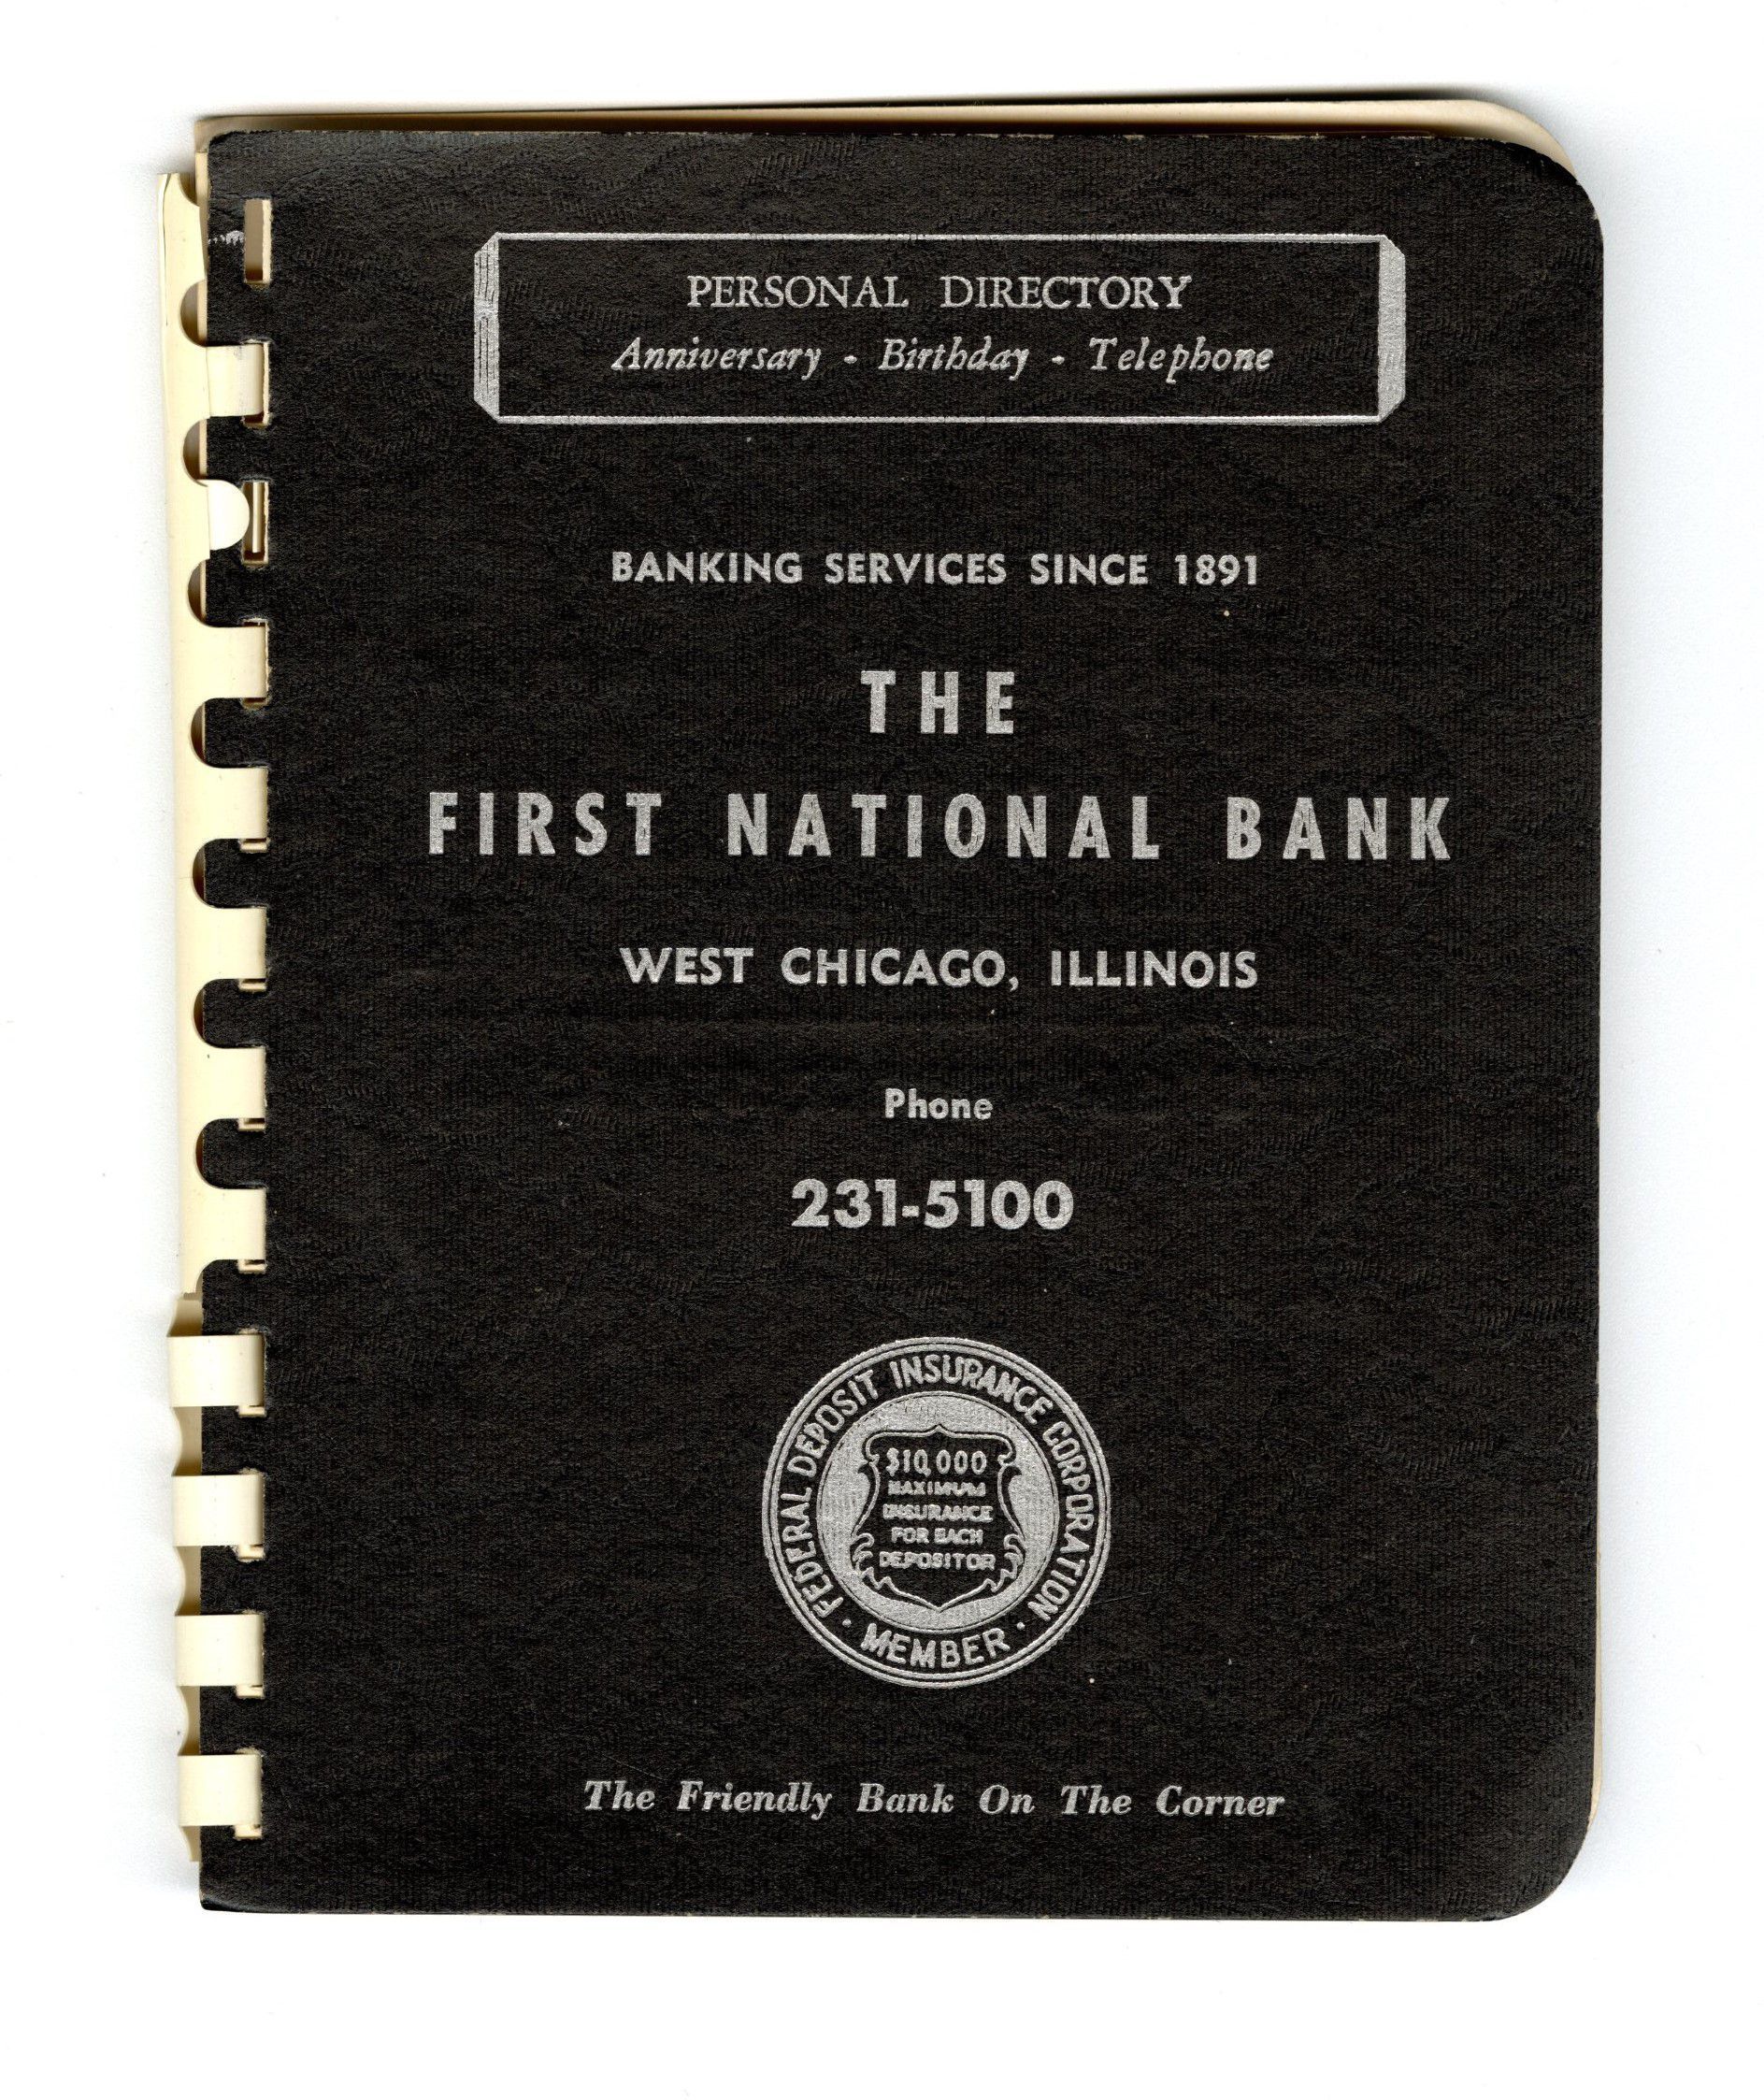 PERSONAL DIRECTORY
Anniversary - Birthday - Telephone
BANKING SERVICES SINCE 1891
THE
FIRST NATIONAL BANK
WEST CHICAGO, ILLINOIS
Phone
231-5100
FEDERAL DEPOSIT INSURANCE CORPORATION
$10,000
MAXIMUM
INSURANCE
FOR EACH
DEPOSITOR
· MEMBER ·
The Friendly Bank On The Corner